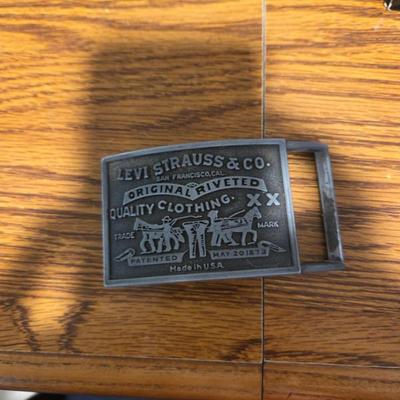 LEVI STRAUSS & CO.
SAN FRANCISCO, CAL.
ORIGINAL RIVETED
QUALITY CLOTHING. XX
TRADE MARK
PATENTED MAY 20 1873
Made in U.S.A.